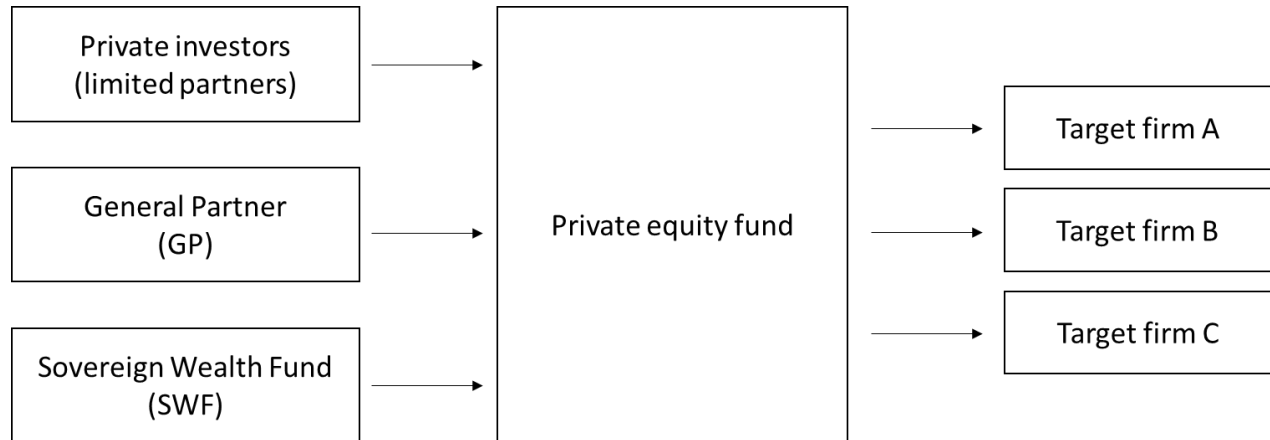 Private investors
(limited partners)
General Partner
(GP)
Sovereign Wealth Fund
(SWF)
Private equity fund
Target firm A
Target firm B
Target firm C